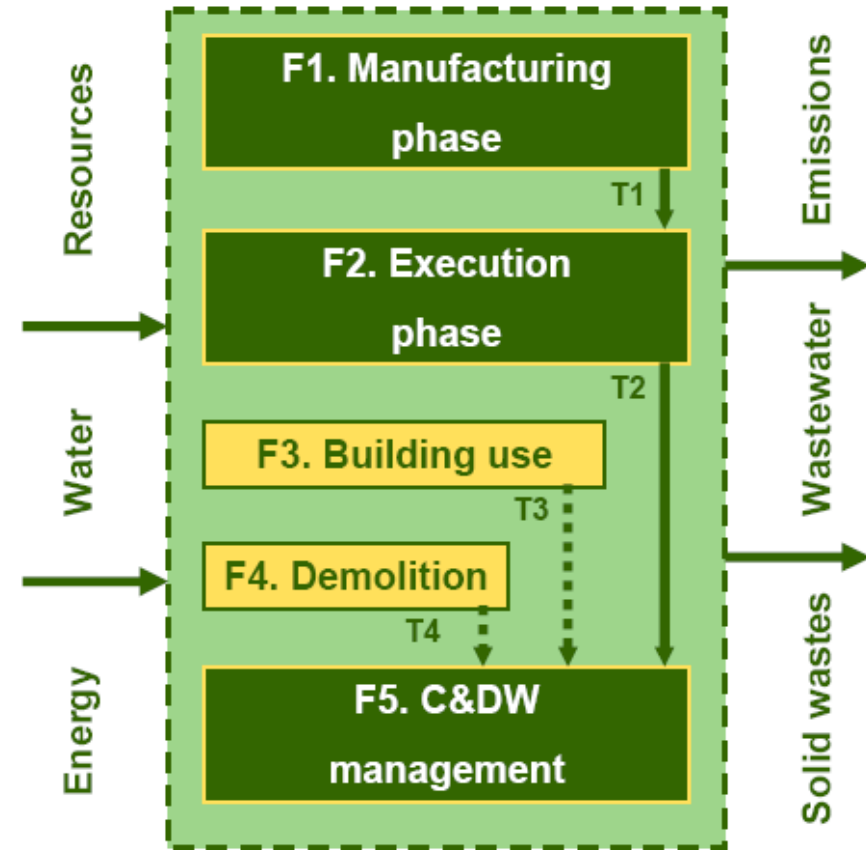 Resources
Water
Energy
F1. Manufacturing
phase
T1
F2. Execution
phase
T2
F3. Building use
T3
F4. Demolition
T4
F5. C&DW
management
Emissions
Wastewater
Solid wastes